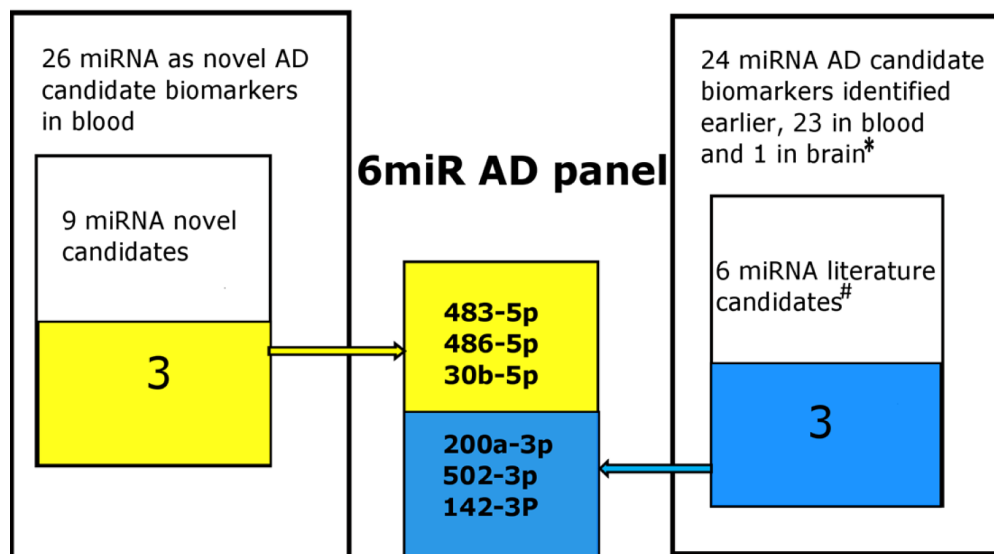 26 miRNA as novel AD
candidate biomarkers
in blood
9 miRNA novel
candidates
3
6miR AD panel
483-5p
486-5p
30b-5p
200a-3p
502-3p
142-3P
24 miRNA AD candidate
biomarkers identified
earlier, 23 in blood
and 1 in brain*
6 miRNA literature
candidates#
3